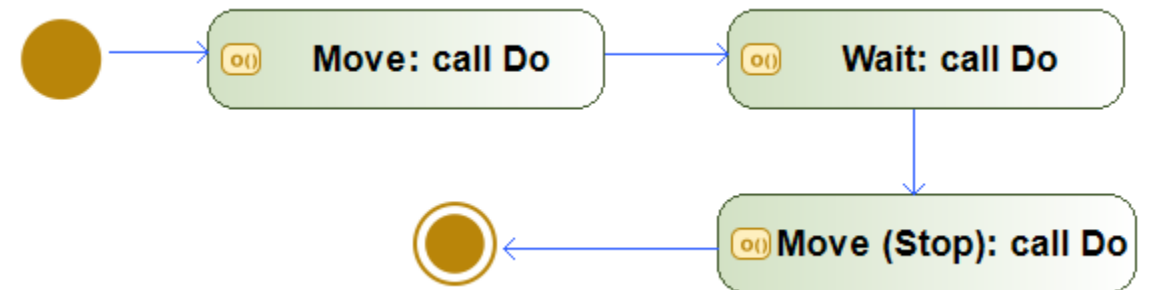 o() Move: call Do
o() Wait: call Do
o() Move (Stop): call Do